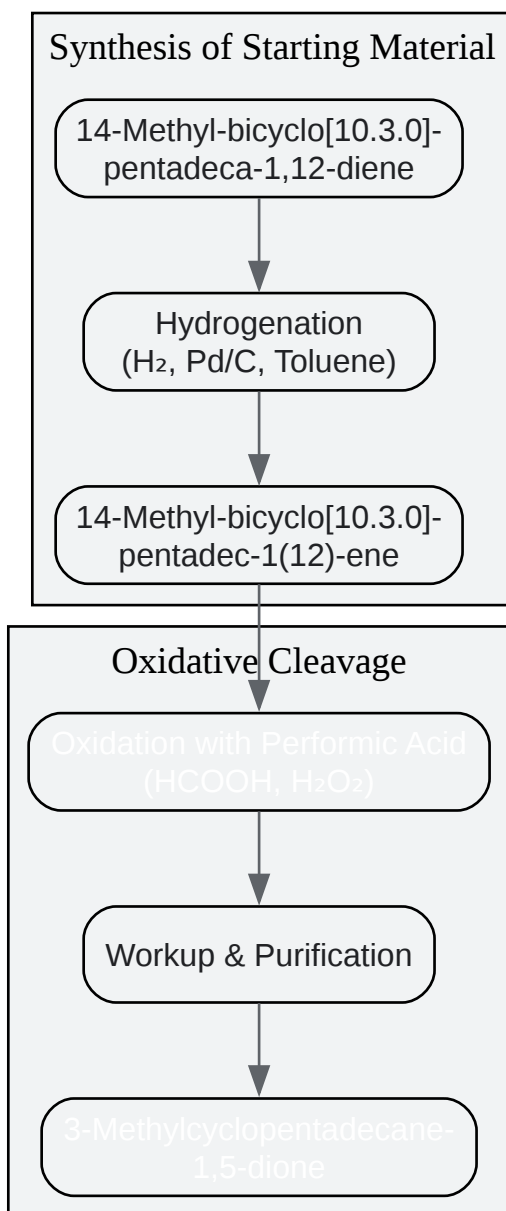 Synthesis of Starting Material
14-Methyl-bicyclo[10.3.0]-
pentadeca-1,12-diene
Hydrogenation
(H₂, Pd/C, Toluene)
14-Methyl-bicyclo[10.3.0]-
pentadec-1(12)-ene
Oxidative Cleavage
Oxidation with Performic Acid
(HCOOH, H₂O₂)
Workup & Purification
3-Methylcyclopentadecane-
1,5-dione